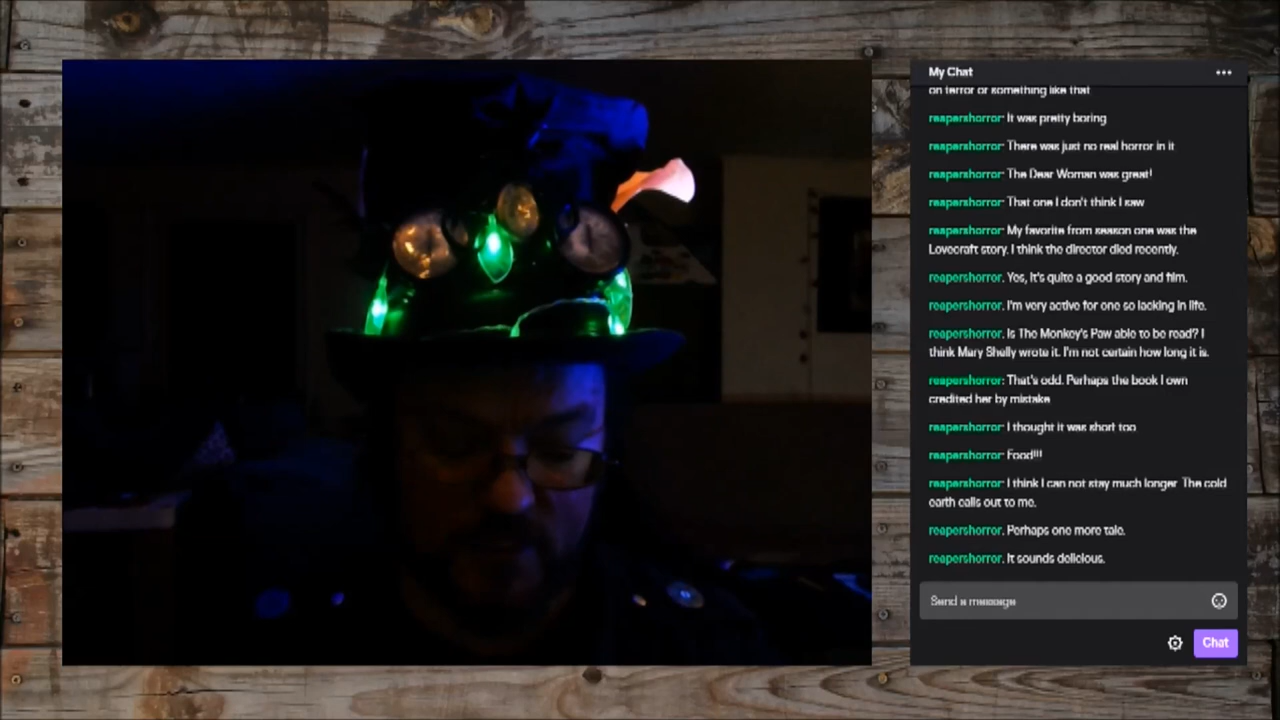 My Chat
on terror or something like that
reapershorror: It was pretty boring
reapershorror: There was just no real horror in it
reapershorror: The Dear Woman was great!
reapershorror: That one I don't think I saw
reapershorror: My favorite from season one was the
Lovecraft story. I think the director died recently.
reapershorror: Yes, it's quite a good story and film.
reapershorror: I'm very active for one so lacking in life.
reapershorror: Is The Monkey's Paw able to be read? I
think Mary Shelly wrote it. I'm not certain how long it is.
reapershorror: That's odd. Perhaps the book I own
credited her by mistake
reapershorror: I thought it was short too
reapershorror: Food!!!
reapershorror: I think I can not stay much longer. The cold
earth calls out to me.
reapershorror: Perhaps one more tale.
reapershorror: It sounds delicious.
Send a message
Chat